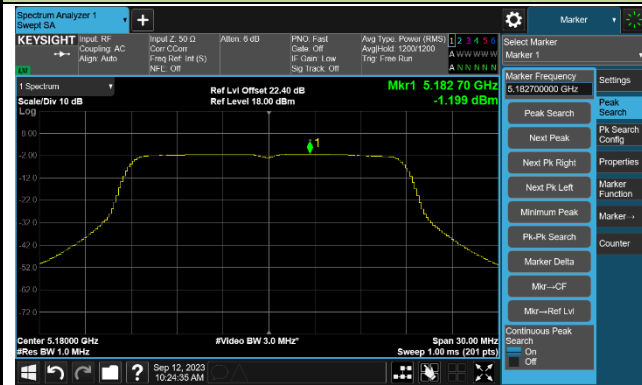 Spectrum Analyzer 1
Swept SA
+
Marker
KEYSIGHT
Input: RF
Coupling: AC
Align: Auto
Input Z: 50 Ω
Corr CCorr
Freq Ref: Int (S)
NFE: Off
Atten: 6 dB
PNO: Fast
Gate: Off
IF Gain: Low
Sig Track: Off
Avg Type: Power (RMS)
Avg|Hold: 1200/1200
Trig: Free Run
1 2 3 4 5 6
A W W W W W
A N N N N N
LXI
Select Marker
Marker 1
1 Spectrum
Scale/Div 10 dB
Log
Ref Lvl Offset 22.40 dB
Ref Level 18.00 dBm
Mkr1 5.182 70 GHz
-1.199 dBm
8.00
-2.00
-12.0
-22.0
-32.0
-42.0
-52.0
-62.0
-72.0
1
Center 5.18000 GHz
#Res BW 1.0 MHz
#Video BW 3.0 MHz*
Span 30.00 MHz
Sweep 1.00 ms (201 pts)
Marker Frequency
5.182700000 GHz
Peak Search
Next Peak
Next Pk Right
Next Pk Left
Minimum Peak
Pk-Pk Search
Marker Delta
Mkr→CF
Mkr→Ref Lvl
Continuous Peak
Search
On
Off
Settings
Peak
Search
Pk Search
Config
Properties
Marker
Function
Marker→
Counter
?
Sep 12, 2023
10:24:35 AM